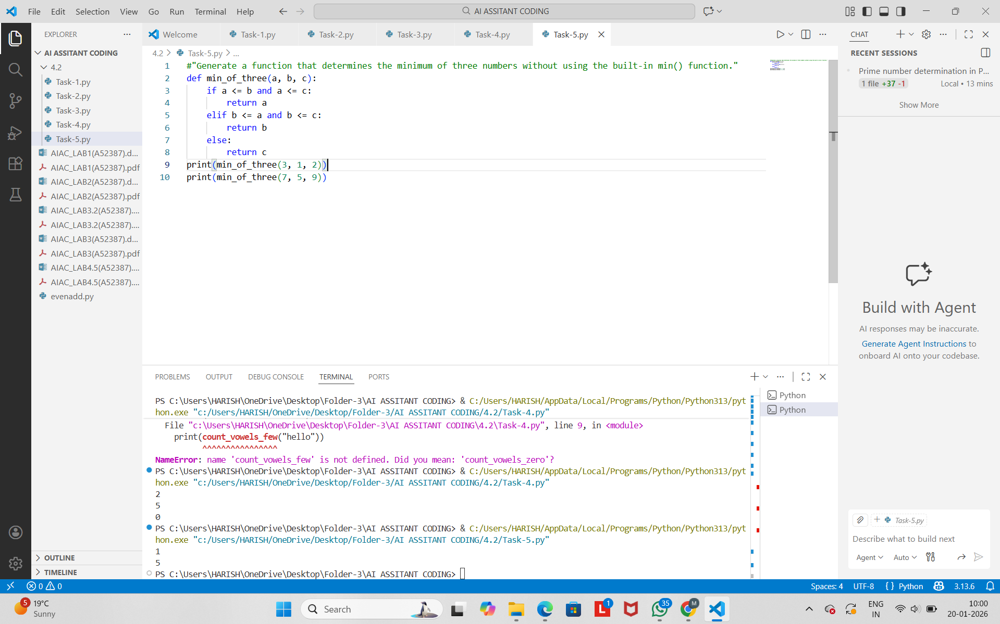 File Edit Selection View Go Run Terminal Help
AI ASSITANT CODING
EXPLORER
AI ASSITANT CODING
4.2
Task-1.py
Task-2.py
Task-3.py
Task-4.py
Task-5.py
AIAC_LAB1(A52387).d...
AIAC_LAB1(A52387).pdf
AIAC_LAB2(A52387).d...
AIAC_LAB2(A52387).pdf
AIAC_LAB3.2(A52387)....
AIAC_LAB3.2(A52387)....
AIAC_LAB3(A52387).d...
AIAC_LAB3(A52387).pdf
AIAC_LAB4.5(A52387)....
AIAC_LAB4.5(A52387)....
evenadd.py
OUTLINE
TIMELINE
Welcome Task-1.py Task-2.py Task-3.py Task-4.py Task-5.py
4.2 > Task-5.py > ...
1 #"Generate a function that determines the minimum of three numbers without using the built-in min() function."
2 def min_of_three(a, b, c):
3 if a <= b and a <= c:
4 return a
5 elif b <= a and b <= c:
6 return b
7 else:
8 return c
9 print(min_of_three(3, 1, 2))
10 print(min_of_three(7, 5, 9))
PROBLEMS OUTPUT DEBUG CONSOLE TERMINAL PORTS
PS C:\Users\HARISH\OneDrive\Desktop\Folder-3\AI ASSITANT CODING> & C:/Users/HARISH/AppData/Local/Programs/Python/Python313/pyt
hon.exe "c:/Users/HARISH/OneDrive/Desktop/Folder-3/AI ASSITANT CODING/4.2/Task-4.py"
File "c:\Users\HARISH\OneDrive\Desktop\Folder-3\AI ASSITANT CODING\4.2\Task-4.py", line 9, in <module>
print(count_vowels_few("hello"))
^^^^^^^^^^^^^^^^
NameError: name 'count_vowels_few' is not defined. Did you mean: 'count_vowels_zero'?
PS C:\Users\HARISH\OneDrive\Desktop\Folder-3\AI ASSITANT CODING> & C:/Users/HARISH/AppData/Local/Programs/Python/Python313/pyt
hon.exe "c:/Users/HARISH/OneDrive/Desktop/Folder-3/AI ASSITANT CODING/4.2/Task-4.py"
2
5
0
PS C:\Users\HARISH\OneDrive\Desktop\Folder-3\AI ASSITANT CODING> & C:/Users/HARISH/AppData/Local/Programs/Python/Python313/pyt
hon.exe "c:/Users/HARISH/OneDrive/Desktop/Folder-3/AI ASSITANT CODING/4.2/Task-5.py"
1
5
PS C:\Users\HARISH\OneDrive\Desktop\Folder-3\AI ASSITANT CODING>
Python
Python
CHAT
RECENT SESSIONS
Prime number determination in P...
1 file +37 -1 Local • 13 mins
Show More
Build with Agent
AI responses may be inaccurate.
Generate Agent Instructions to
onboard AI onto your codebase.
Task-5.py
Describe what to build next
Agent Auto
0 0 Spaces: 4 UTF-8 { } Python 3.13.6
5
19°C
Sunny
Search
L
1
35
M
ENG
IN
10:00
20-01-2026